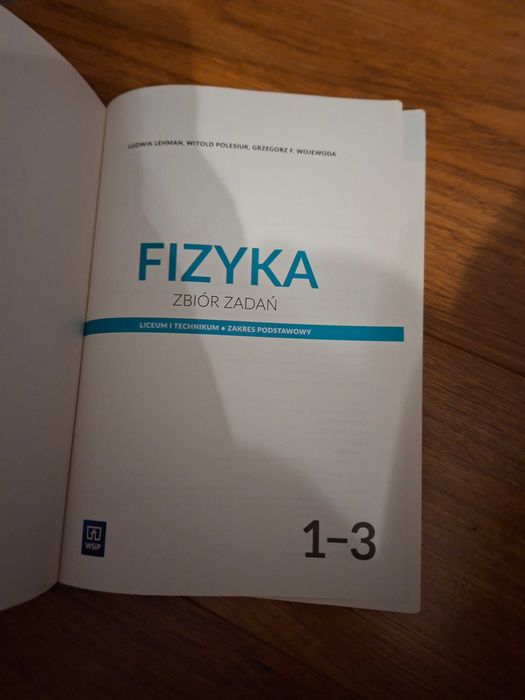 LUDWIK LEHMAN, WITOLD POLESIUK, GRZEGORZ F. WOJEWODA
FIZYKA
ZBIÓR ZADAŃ
LICEUM I TECHNIKUM • ZAKRES PODSTAWOWY
WSiP
1–3